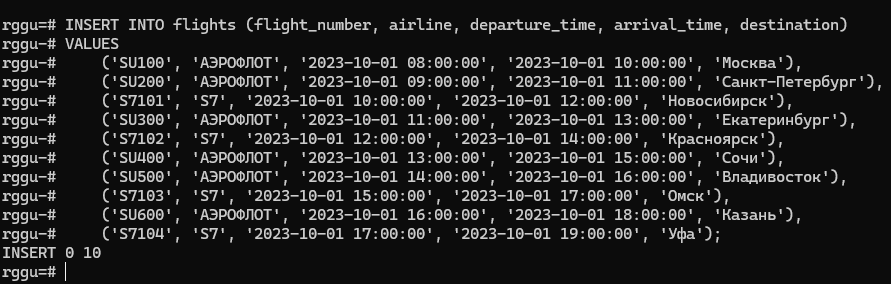 rggu=# INSERT INTO flights (flight_number, airline, departure_time, arrival_time, destination)
rggu-# VALUES
rggu-#     ('SU100', 'АЭРОФЛОТ', '2023-10-01 08:00:00', '2023-10-01 10:00:00', 'Москва'),
rggu-#     ('SU200', 'АЭРОФЛОТ', '2023-10-01 09:00:00', '2023-10-01 11:00:00', 'Санкт-Петербург'),
rggu-#     ('S7101', 'S7', '2023-10-01 10:00:00', '2023-10-01 12:00:00', 'Новосибирск'),
rggu-#     ('SU300', 'АЭРОФЛОТ', '2023-10-01 11:00:00', '2023-10-01 13:00:00', 'Екатеринбург'),
rggu-#     ('S7102', 'S7', '2023-10-01 12:00:00', '2023-10-01 14:00:00', 'Красноярск'),
rggu-#     ('SU400', 'АЭРОФЛОТ', '2023-10-01 13:00:00', '2023-10-01 15:00:00', 'Сочи'),
rggu-#     ('SU500', 'АЭРОФЛОТ', '2023-10-01 14:00:00', '2023-10-01 16:00:00', 'Владивосток'),
rggu-#     ('S7103', 'S7', '2023-10-01 15:00:00', '2023-10-01 17:00:00', 'Омск'),
rggu-#     ('SU600', 'АЭРОФЛОТ', '2023-10-01 16:00:00', '2023-10-01 18:00:00', 'Казань'),
rggu-#     ('S7104', 'S7', '2023-10-01 17:00:00', '2023-10-01 19:00:00', 'Уфа');
INSERT 0 10
rggu=#